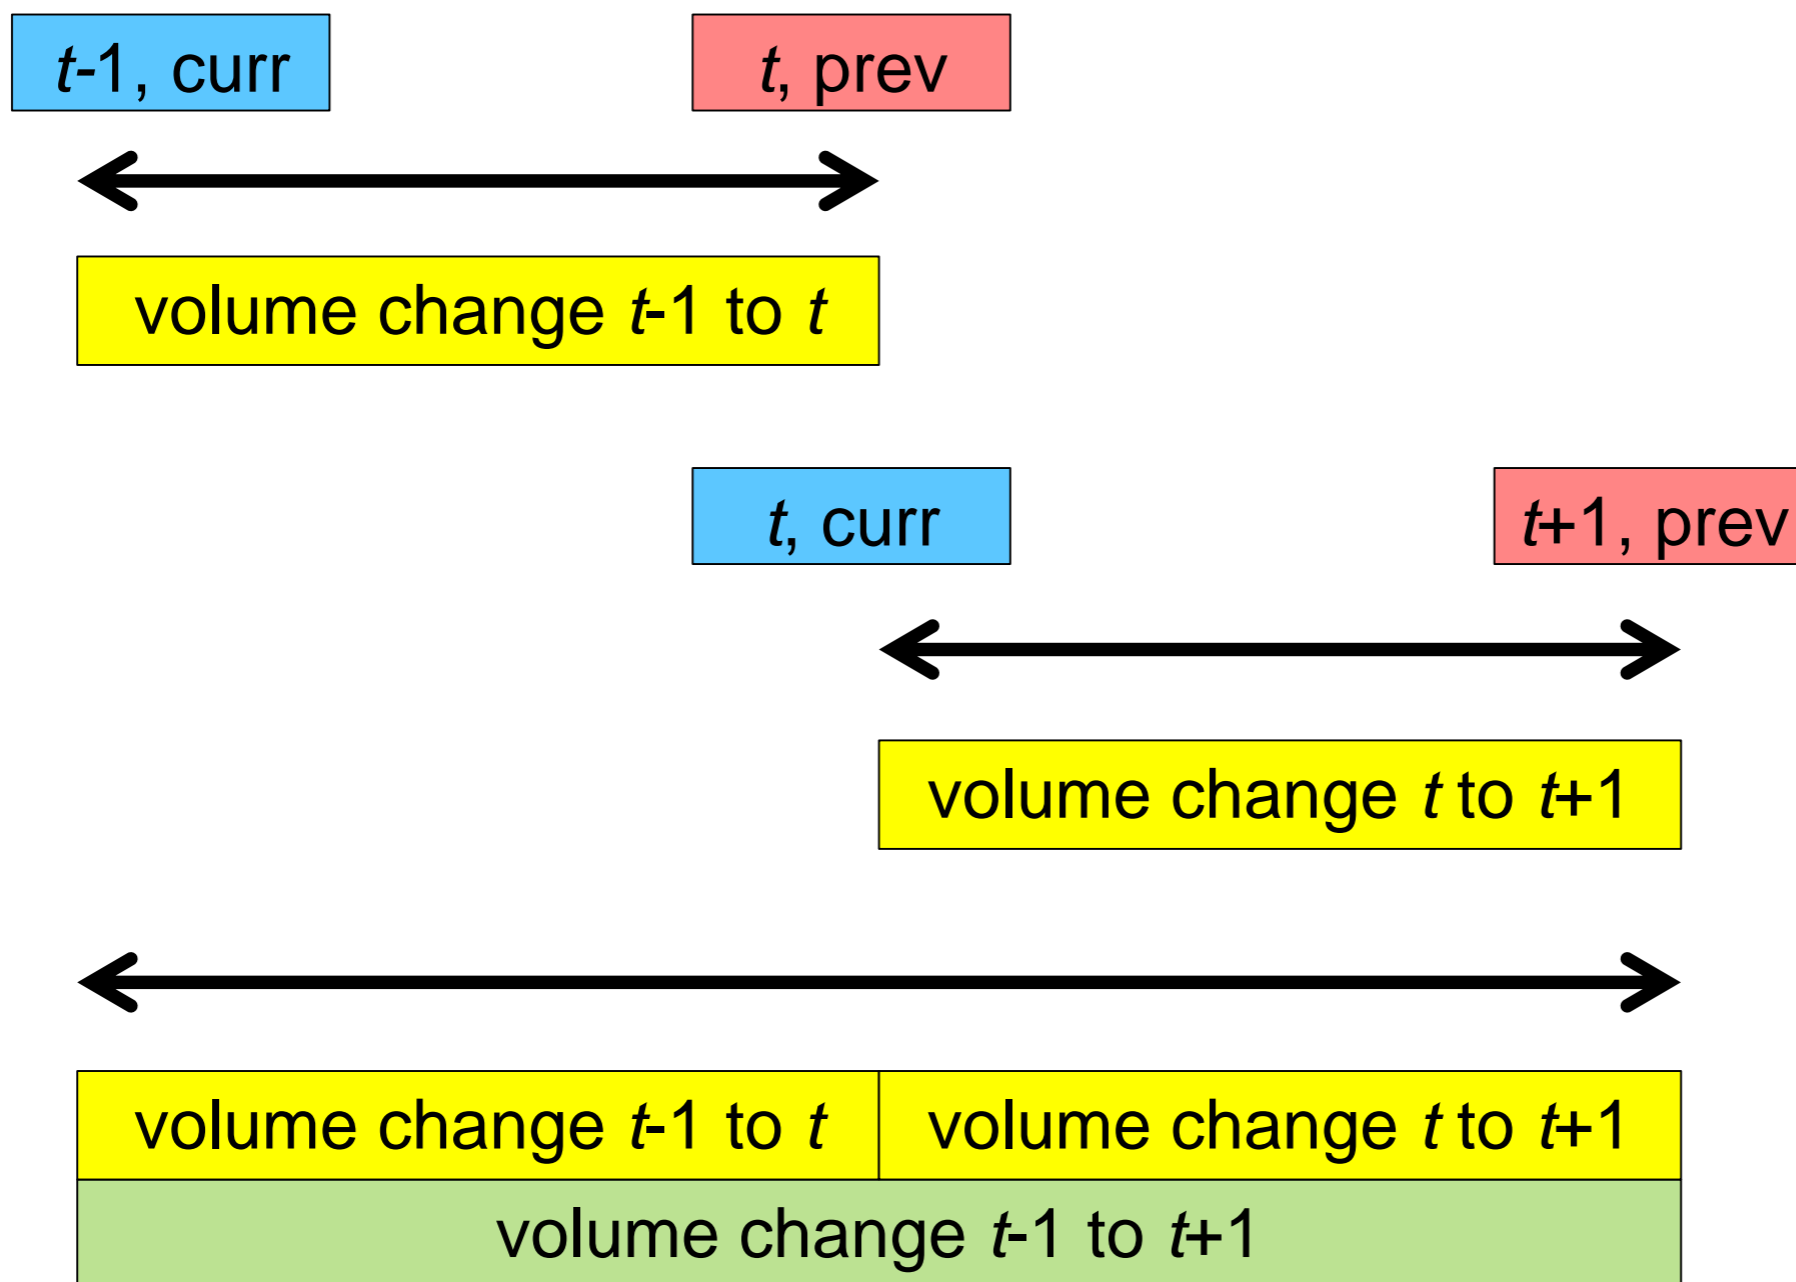 t-1, curr
t, prev
volume change t-1 to t
t, curr
t+1, prev
volume change t to t+1
volume change t-1 to t
volume change t to t+1
volume change t-1 to t+1